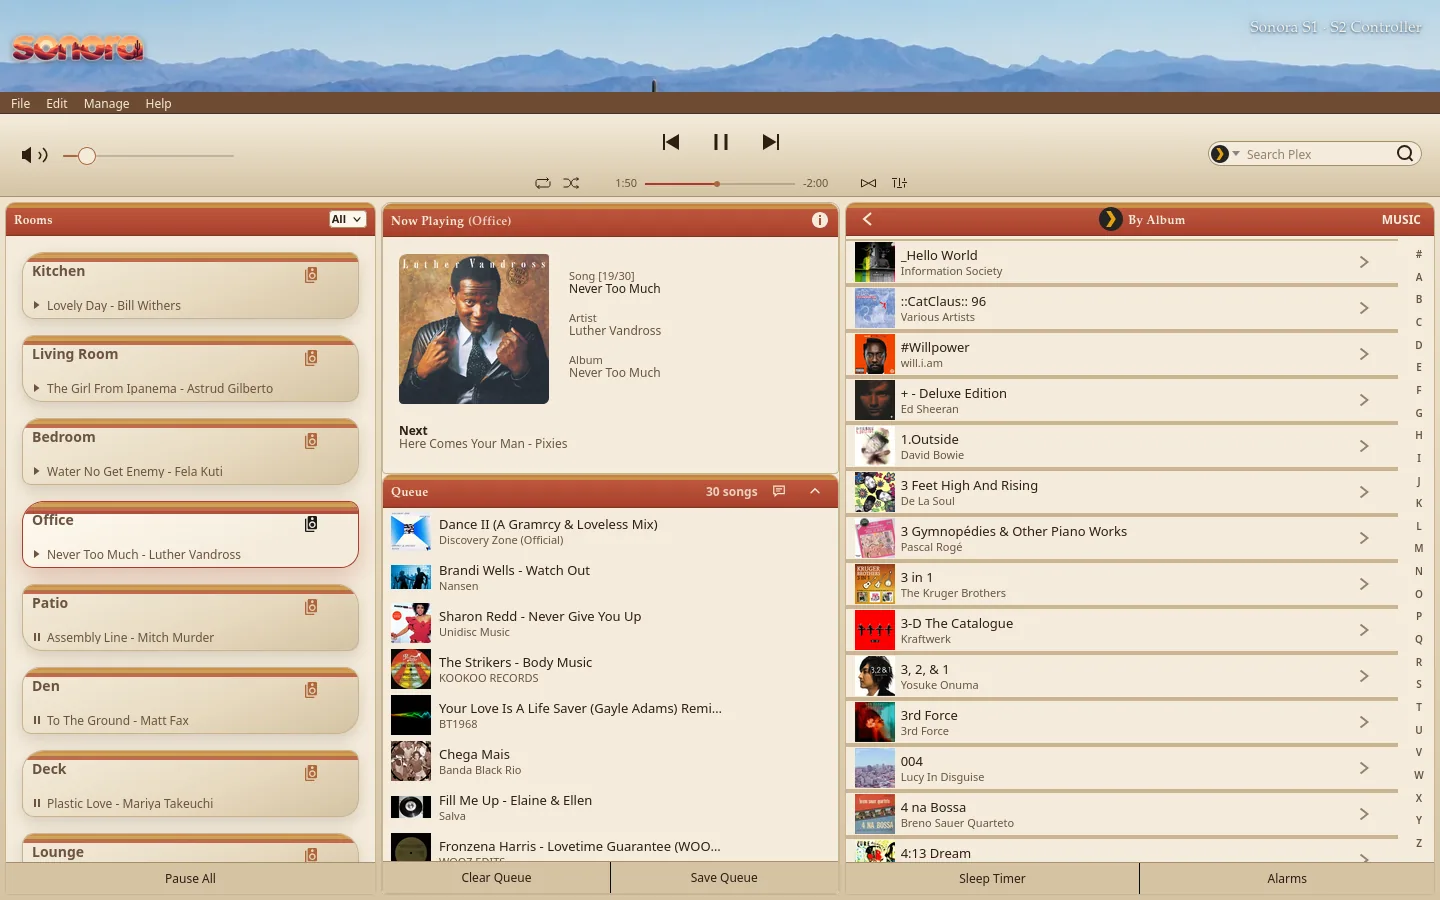 sonora
Sonora S1 - S2 Controller
File Edit Manage Help
Search Plex
1:50 -2:00
Rooms All
Kitchen
Lovely Day - Bill Withers
Living Room
The Girl From Ipanema - Astrud Gilberto
Bedroom
Water No Get Enemy - Fela Kuti
Office
Never Too Much - Luther Vandross
Patio
Assembly Line - Mitch Murder
Den
To The Ground - Matt Fax
Deck
Plastic Love - Mariya Takeuchi
Lounge
Pause All
Now Playing (Office)
Luther Vandross
Song [19/30]
Never Too Much
Artist
Luther Vandross
Album
Never Too Much
Next
Here Comes Your Man - Pixies
Queue 30 songs
Dance II (A Gramrcy & Loveless Mix)
Discovery Zone (Official)
Brandi Wells - Watch Out
Nansen
Sharon Redd - Never Give You Up
Unidisc Music
The Strikers - Body Music
KOOKOO RECORDS
Your Love Is A Life Saver (Gayle Adams) Remi...
BT1968
Chega Mais
Banda Black Rio
Fill Me Up - Elaine & Ellen
Salva
Fronzena Harris - Lovetime Guarantee (WOO...
WOOZ EDITS
Clear Queue Save Queue
By Album MUSIC
_Hello World
Information Society
::CatClaus:: 96
Various Artists
#Willpower
will.i.am
+ - Deluxe Edition
Ed Sheeran
1.Outside
David Bowie
3 Feet High And Rising
De La Soul
3 Gymnopédies & Other Piano Works
Pascal Rogé
3 in 1
The Kruger Brothers
3-D The Catalogue
Kraftwerk
3, 2, & 1
Yosuke Onuma
3rd Force
3rd Force
004
Lucy In Disguise
4 na Bossa
Breno Sauer Quarteto
4:13 Dream
#
A
B
C
D
E
F
G
H
I
J
K
L
M
N
O
P
Q
R
S
T
U
V
W
X
Y
Z
Sleep Timer Alarms